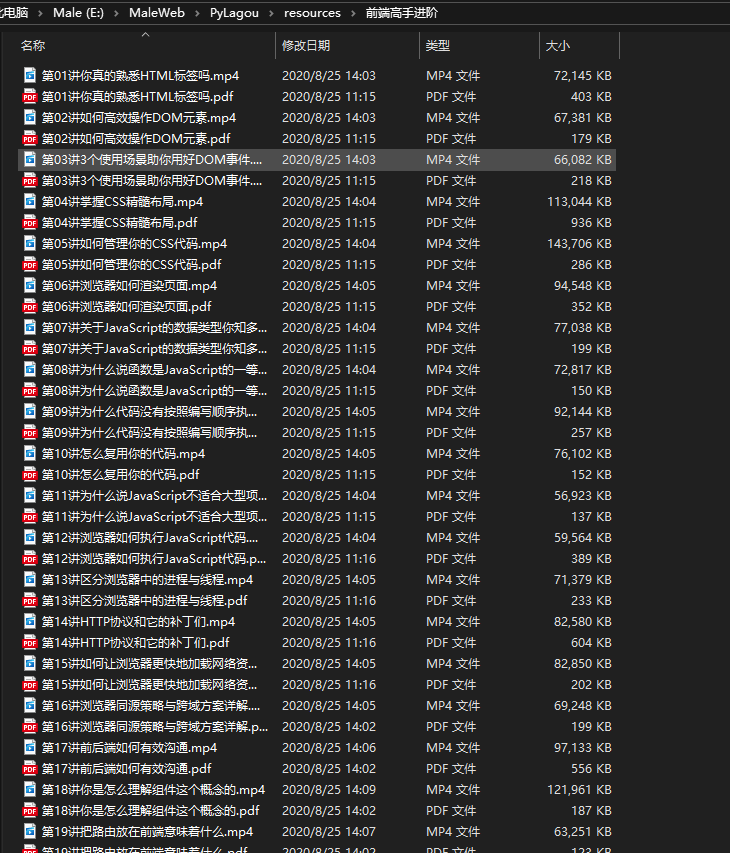 此电脑 > Male (E:) > MaleWeb > PyLagou > resources > 前端高手进阶
名称 修改日期 类型 大小
第01讲你真的熟悉HTML标签吗.mp4 2020/8/25 14:03 MP4 文件 72,145 KB
第01讲你真的熟悉HTML标签吗.pdf 2020/8/25 11:15 PDF 文件 403 KB
第02讲如何高效操作DOM元素.mp4 2020/8/25 14:03 MP4 文件 67,381 KB
第02讲如何高效操作DOM元素.pdf 2020/8/25 11:15 PDF 文件 179 KB
第03讲3个使用场景助你用好DOM事件.... 2020/8/25 14:03 MP4 文件 66,082 KB
第03讲3个使用场景助你用好DOM事件.... 2020/8/25 11:15 PDF 文件 218 KB
第04讲掌握CSS精髓布局.mp4 2020/8/25 14:04 MP4 文件 113,044 KB
第04讲掌握CSS精髓布局.pdf 2020/8/25 11:15 PDF 文件 936 KB
第05讲如何管理你的CSS代码.mp4 2020/8/25 14:04 MP4 文件 143,706 KB
第05讲如何管理你的CSS代码.pdf 2020/8/25 11:15 PDF 文件 286 KB
第06讲浏览器如何渲染页面.mp4 2020/8/25 14:05 MP4 文件 94,548 KB
第06讲浏览器如何渲染页面.pdf 2020/8/25 11:15 PDF 文件 352 KB
第07讲关于JavaScript的数据类型你知多... 2020/8/25 14:04 MP4 文件 77,038 KB
第07讲关于JavaScript的数据类型你知多... 2020/8/25 11:15 PDF 文件 199 KB
第08讲为什么说函数是JavaScript的一等... 2020/8/25 14:04 MP4 文件 72,817 KB
第08讲为什么说函数是JavaScript的一等... 2020/8/25 11:15 PDF 文件 150 KB
第09讲为什么代码没有按照编写顺序执... 2020/8/25 14:05 MP4 文件 92,144 KB
第09讲为什么代码没有按照编写顺序执... 2020/8/25 11:15 PDF 文件 257 KB
第10讲怎么复用你的代码.mp4 2020/8/25 14:05 MP4 文件 76,102 KB
第10讲怎么复用你的代码.pdf 2020/8/25 11:15 PDF 文件 152 KB
第11讲为什么说JavaScript不适合大型项... 2020/8/25 14:04 MP4 文件 56,923 KB
第11讲为什么说JavaScript不适合大型项... 2020/8/25 11:15 PDF 文件 137 KB
第12讲浏览器如何执行JavaScript代码.... 2020/8/25 14:04 MP4 文件 59,564 KB
第12讲浏览器如何执行JavaScript代码.p... 2020/8/25 11:16 PDF 文件 389 KB
第13讲区分浏览器中的进程与线程.mp4 2020/8/25 14:05 MP4 文件 71,379 KB
第13讲区分浏览器中的进程与线程.pdf 2020/8/25 11:16 PDF 文件 233 KB
第14讲HTTP协议和它的补丁们.mp4 2020/8/25 14:05 MP4 文件 82,580 KB
第14讲HTTP协议和它的补丁们.pdf 2020/8/25 11:16 PDF 文件 604 KB
第15讲如何让浏览器更快地加载网络资... 2020/8/25 14:05 MP4 文件 82,850 KB
第15讲如何让浏览器更快地加载网络资... 2020/8/25 11:16 PDF 文件 202 KB
第16讲浏览器同源策略与跨域方案详解.... 2020/8/25 14:05 MP4 文件 69,248 KB
第16讲浏览器同源策略与跨域方案详解.p... 2020/8/25 14:02 PDF 文件 199 KB
第17讲前后端如何有效沟通.mp4 2020/8/25 14:06 MP4 文件 97,133 KB
第17讲前后端如何有效沟通.pdf 2020/8/25 14:02 PDF 文件 556 KB
第18讲你是怎么理解组件这个概念的.mp4 2020/8/25 14:09 MP4 文件 121,961 KB
第18讲你是怎么理解组件这个概念的.pdf 2020/8/25 14:02 PDF 文件 187 KB
第19讲把路由放在前端意味着什么.mp4 2020/8/25 14:07 MP4 文件 63,251 KB
第19讲把路由放在前端意味着什么.pdf 2020/8/25 14:02 PDF 文件 123 KB